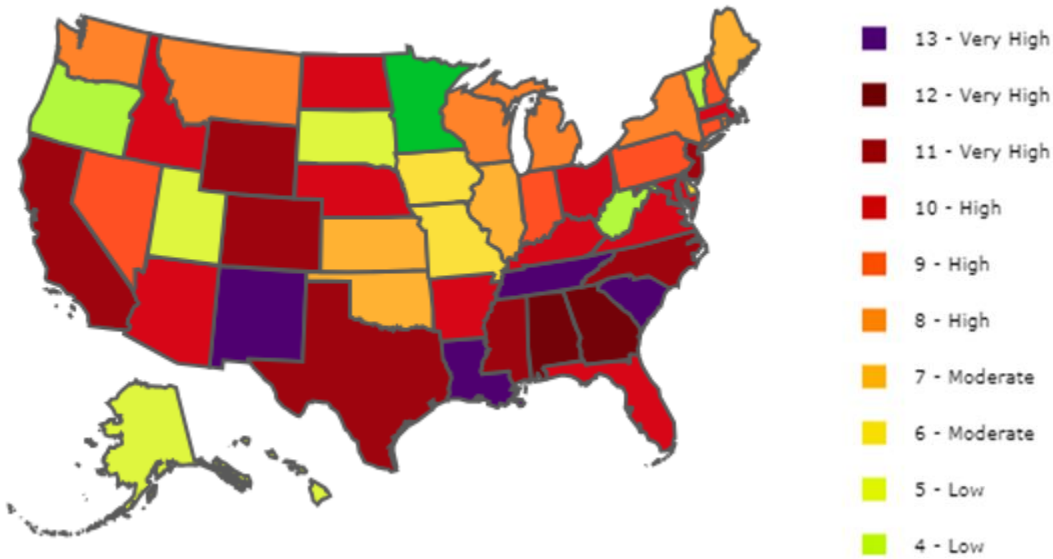 13 - Very High
12 - Very High
11 - Very High
10 - High
9 - High
8 - High
7 - Moderate
6 - Moderate
5 - Low
4 - Low